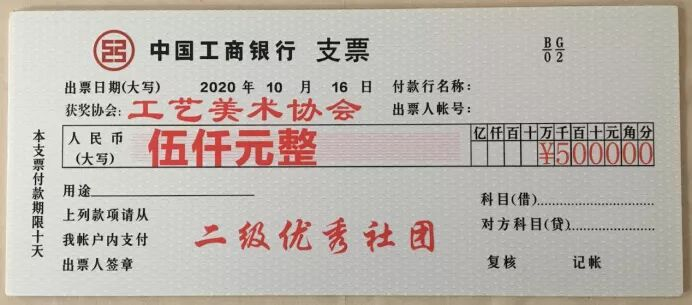 中国工商银行 支票
B G
0 2
出票日期(大写) 2020 年 10 月 16 日 付款行名称：
获奖协会:工艺美术协会 出票人帐号：
人民币
(大写) 伍仟元整
亿仟百十万千百十元角分
¥500000
用途
科目(借)
上列款项请从
对方科目(贷)
我帐户内支付
二级优秀社团
出票人签章
复核 记帐
本支票付款期限十天